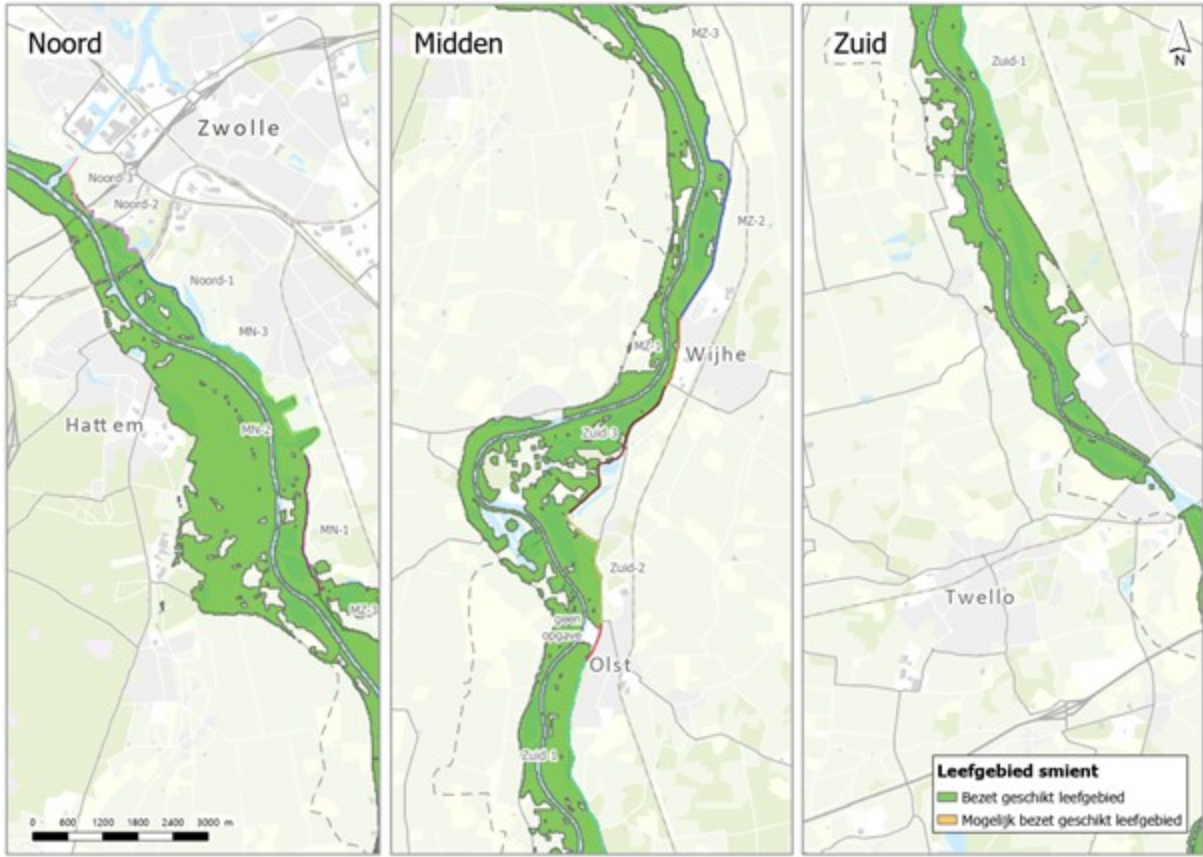 Noord
Zwolle
Noord-3
Noord-2
Noord-1
MN-3
Hattem
MN-2
MN-1
MZ-3
0 600 1200 1800 2400 3000 m
Midden
MZ-3
MZ-2
MZ-1
Wijhe
Zuid-3
Zuid-2
geen
opgave
Olst
Zuid-1
Zuid
N
Zuid-1
Twello
Leefgebied smient
Bezet geschikt leefgebied
Mogelijk bezet geschikt leefgebied